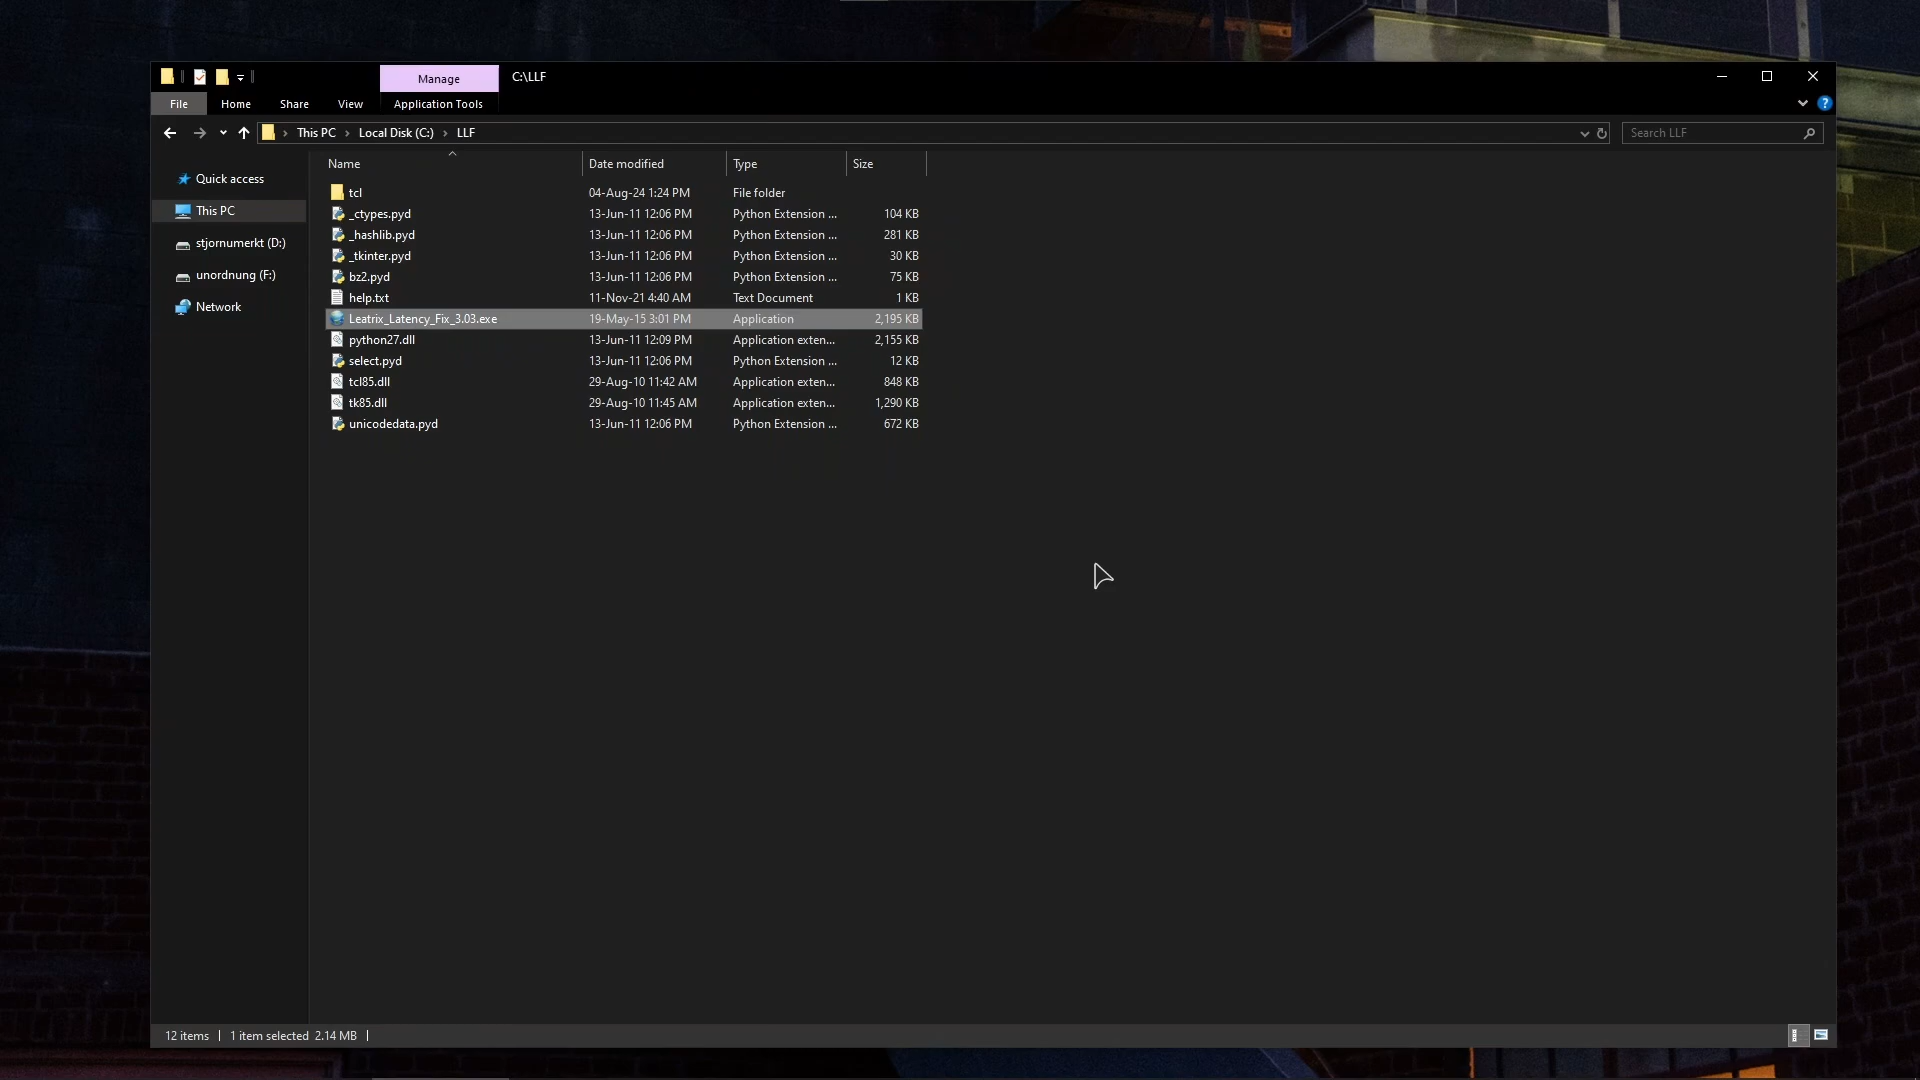 Manage
C:\LLF
File
Home
Share
View
Application Tools
?
This PC
Local Disk (C:)
LLF
Search LLF
Name
Date modified
Type
Size
Quick access
This PC
stjornumerkt (D:)
unordnung (F:)
Network
tcl 04-Aug-24 1:24 PM File folder
_ctypes.pyd 13-Jun-11 12:06 PM Python Extension ... 104 KB
_hashlib.pyd 13-Jun-11 12:06 PM Python Extension ... 281 KB
_tkinter.pyd 13-Jun-11 12:06 PM Python Extension ... 30 KB
bz2.pyd 13-Jun-11 12:06 PM Python Extension ... 75 KB
help.txt 11-Nov-21 4:40 AM Text Document 1 KB
Leatrix_Latency_Fix_3.03.exe 19-May-15 3:01 PM Application 2,195 KB
python27.dll 13-Jun-11 12:09 PM Application exten... 2,155 KB
select.pyd 13-Jun-11 12:06 PM Python Extension ... 12 KB
tcl85.dll 29-Aug-10 11:42 AM Application exten... 848 KB
tk85.dll 29-Aug-10 11:45 AM Application exten... 1,290 KB
unicodedata.pyd 13-Jun-11 12:06 PM Python Extension ... 672 KB
12 items
1 item selected 2.14 MB